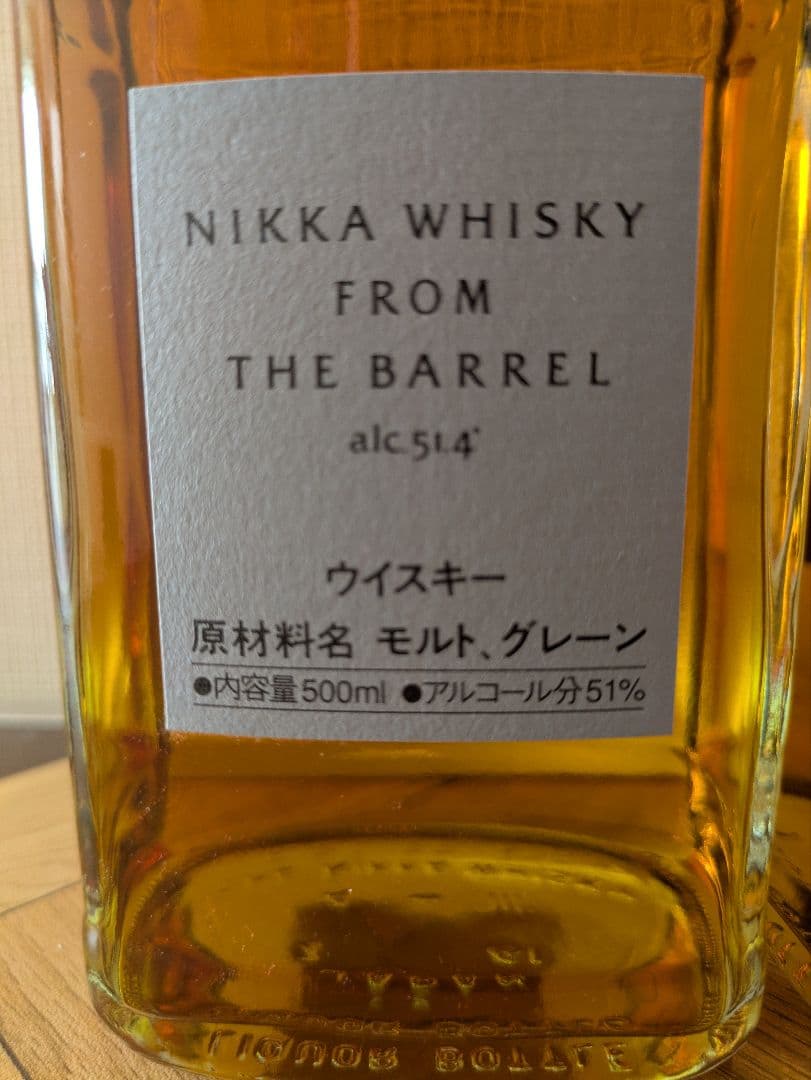 NIKKA WHISKY
FROM
THE BARREL
alc.51.4°
ウイスキー
原材料名 モルト、グレーン
●内容量500ml ●アルコール分51%
LIQUOR BOTTLE